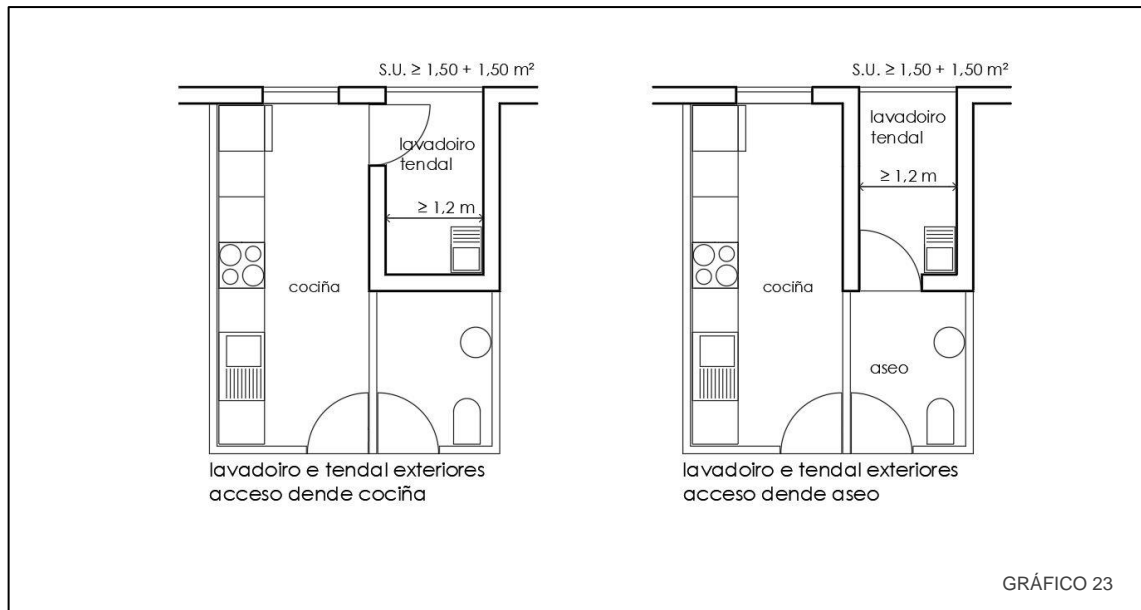 S.U. ≥ 1,50 + 1,50 m²
lavadoiro
tendal
≥ 1,2 m
cociña
lavadoiro e tendal exteriores
acceso dende cociña
S.U. ≥ 1,50 + 1,50 m²
lavadoiro
tendal
≥ 1,2 m
cociña
aseo
lavadoiro e tendal exteriores
acceso dende aseo
GRÁFICO 23